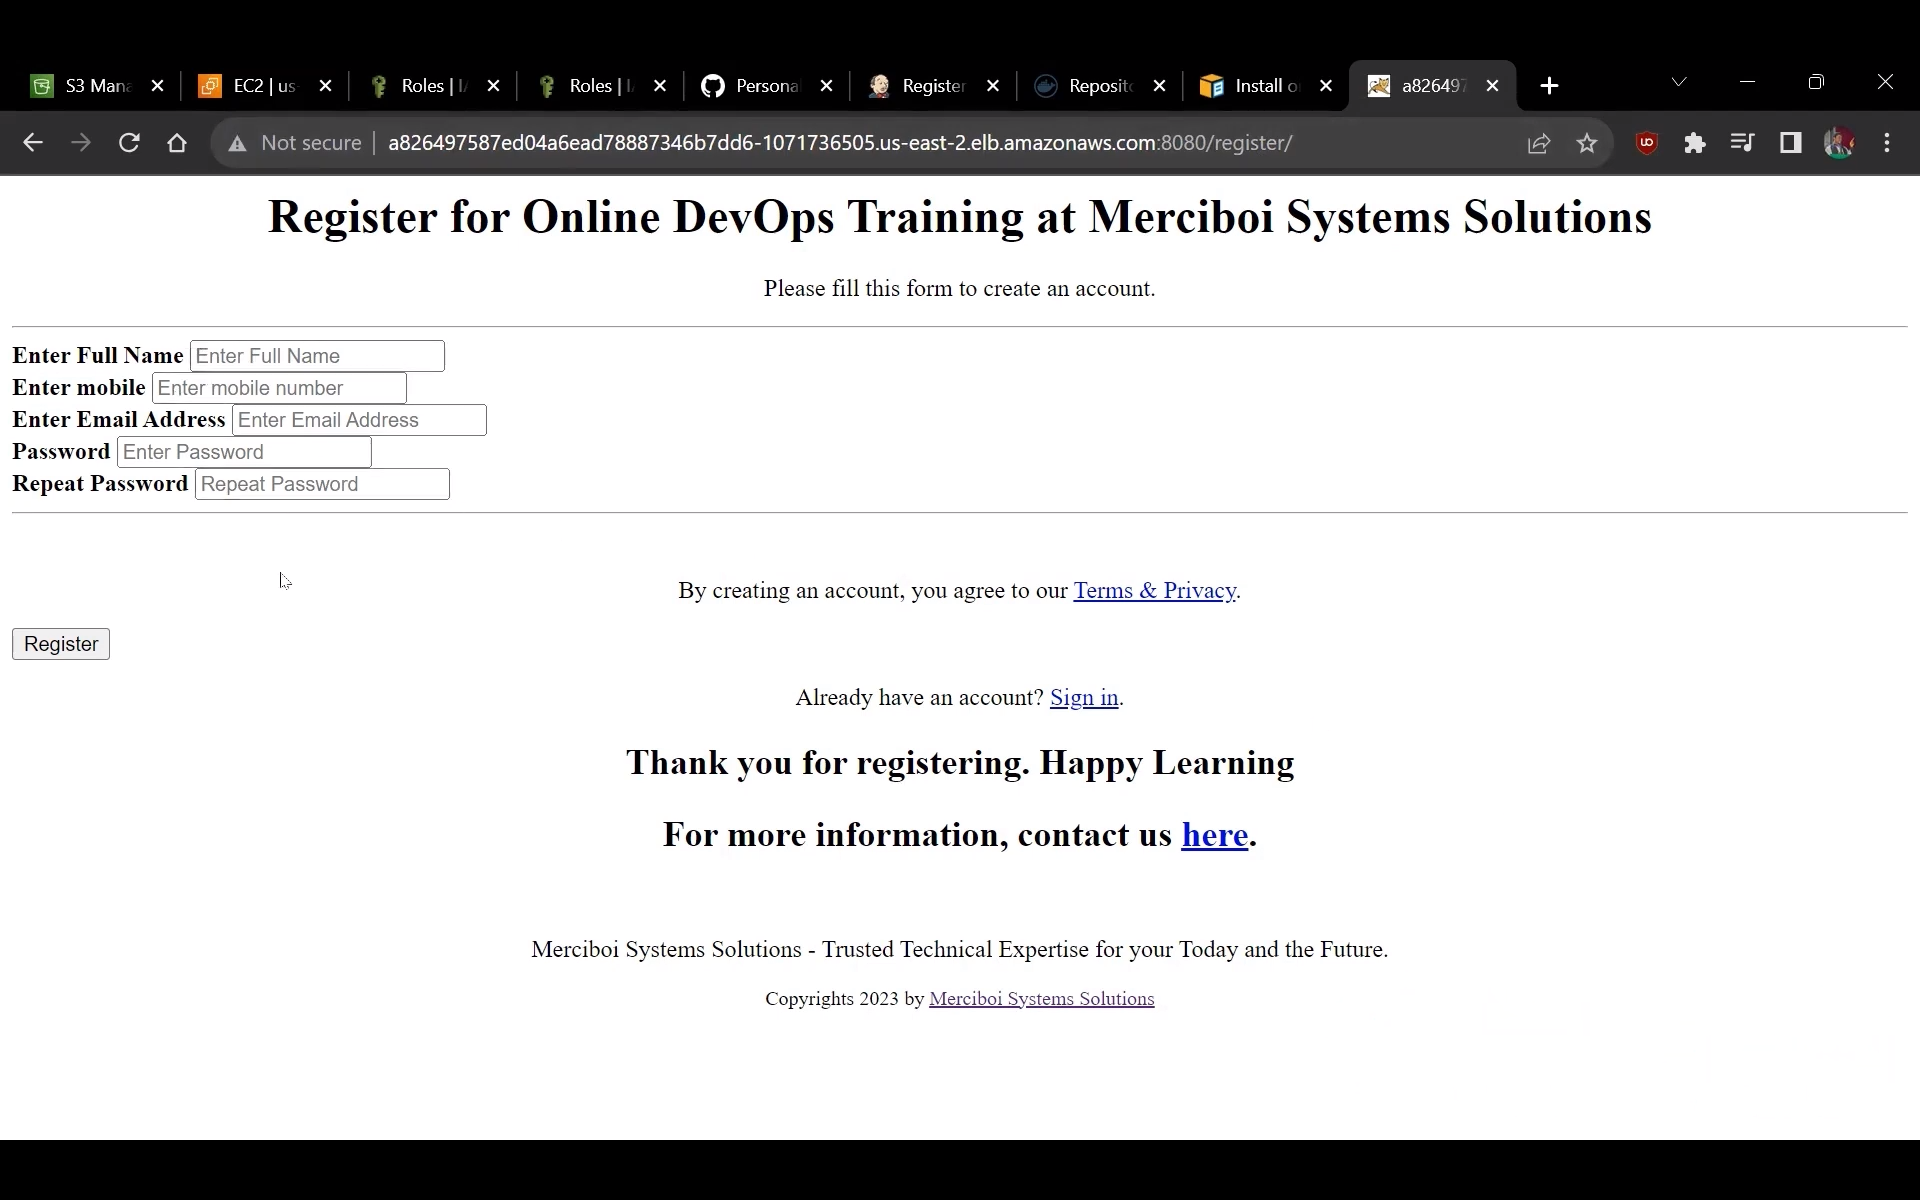 S3 Mana
EC2 | us-
Roles | IA
Roles | IA
Persona
Register
Reposito
Install o
a826497
Not secure
a826497587ed04a6ead78887346b7dd6-1071736505.us-east-2.elb.amazonaws.com:8080/register/
Register for Online DevOps Training at Merciboi Systems Solutions
Please fill this form to create an account.
Enter Full Name Enter Full Name
Enter mobile Enter mobile number
Enter Email Address Enter Email Address
Password Enter Password
Repeat Password Repeat Password
By creating an account, you agree to our Terms & Privacy.
Register
Already have an account? Sign in.
Thank you for registering. Happy Learning
For more information, contact us here.
Merciboi Systems Solutions - Trusted Technical Expertise for your Today and the Future.
Copyrights 2023 by Merciboi Systems Solutions